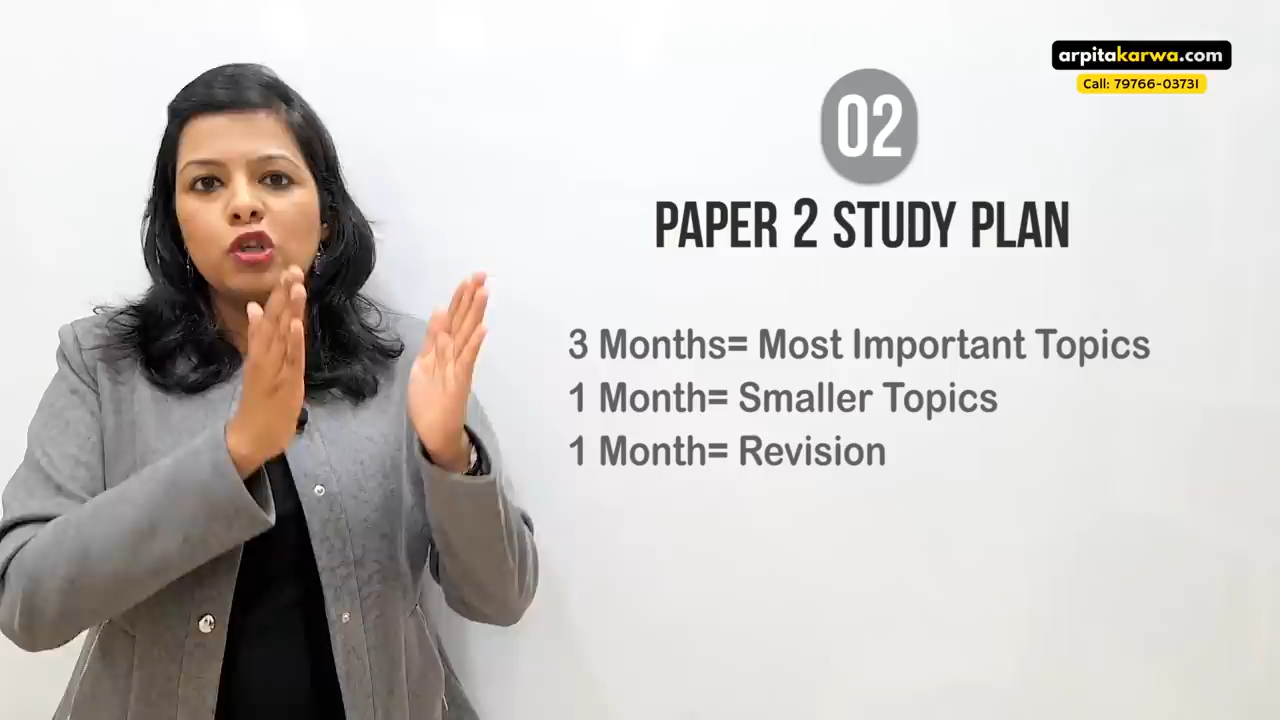 arpitakarwa.com
Call: 79766-03731
02
PAPER 2 STUDY PLAN
3 Months= Most Important Topics
1 Month= Smaller Topics
1 Month= Revision